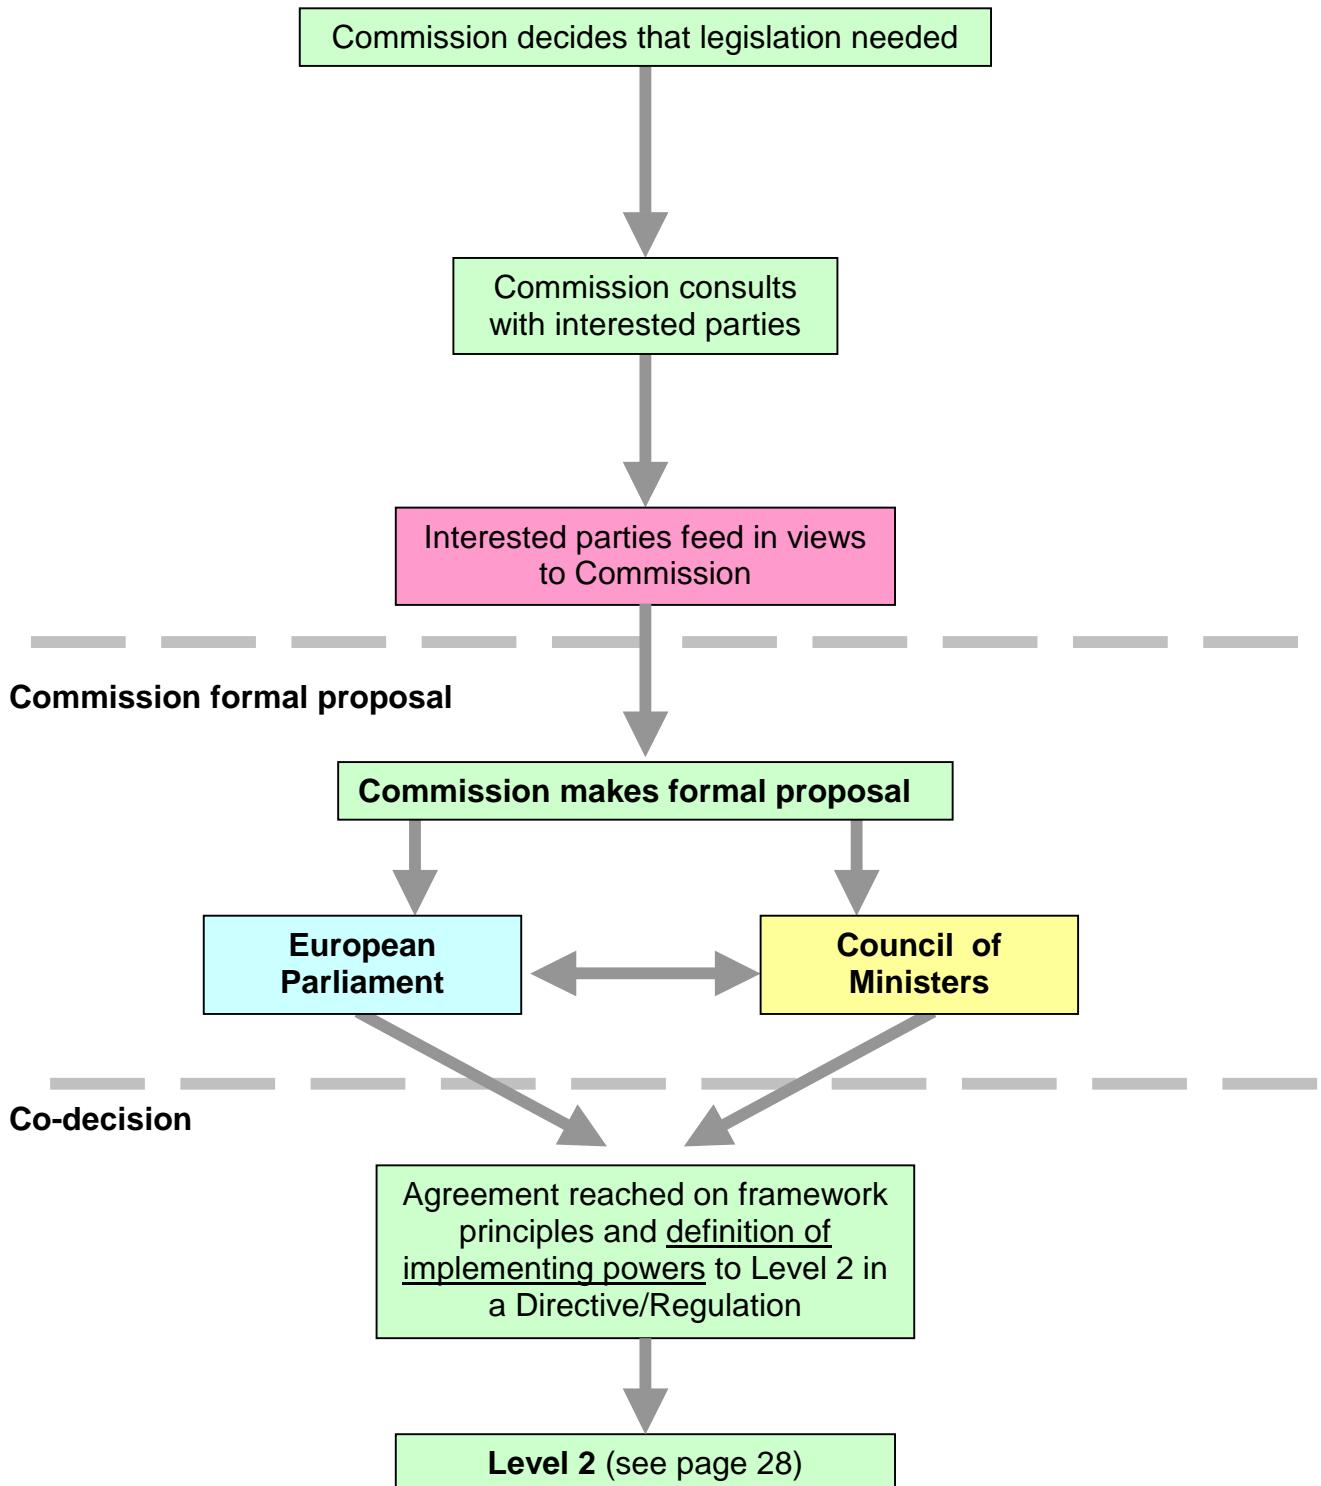 Commission decides that legislation needed
Commission consults
with interested parties
Interested parties feed in views
to Commission
Commission formal proposal
Commission makes formal proposal
European
Parliament
Council of
Ministers
Co-decision
Agreement reached on framework
principles and definition of
implementing powers to Level 2 in
a Directive/Regulation
Level 2 (see page 28)